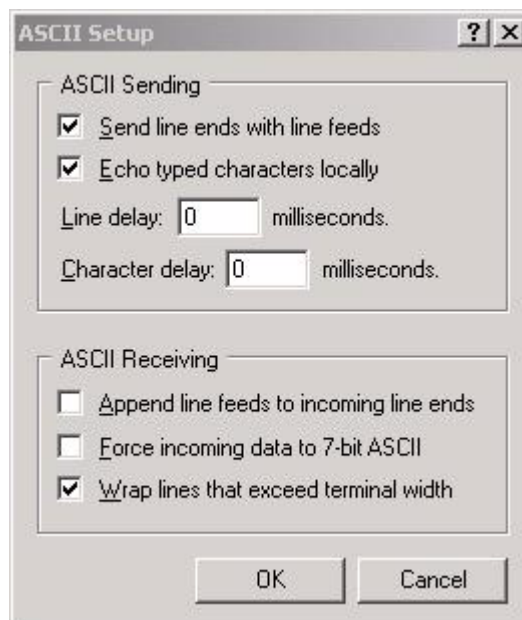 ASCII Setup
ASCII Sending
Send line ends with line feeds
Echo typed characters locally
Line delay: 0 milliseconds.
Character delay: 0 milliseconds.
ASCII Receiving
Append line feeds to incoming line ends
Force incoming data to 7-bit ASCII
Wrap lines that exceed terminal width
OK Cancel